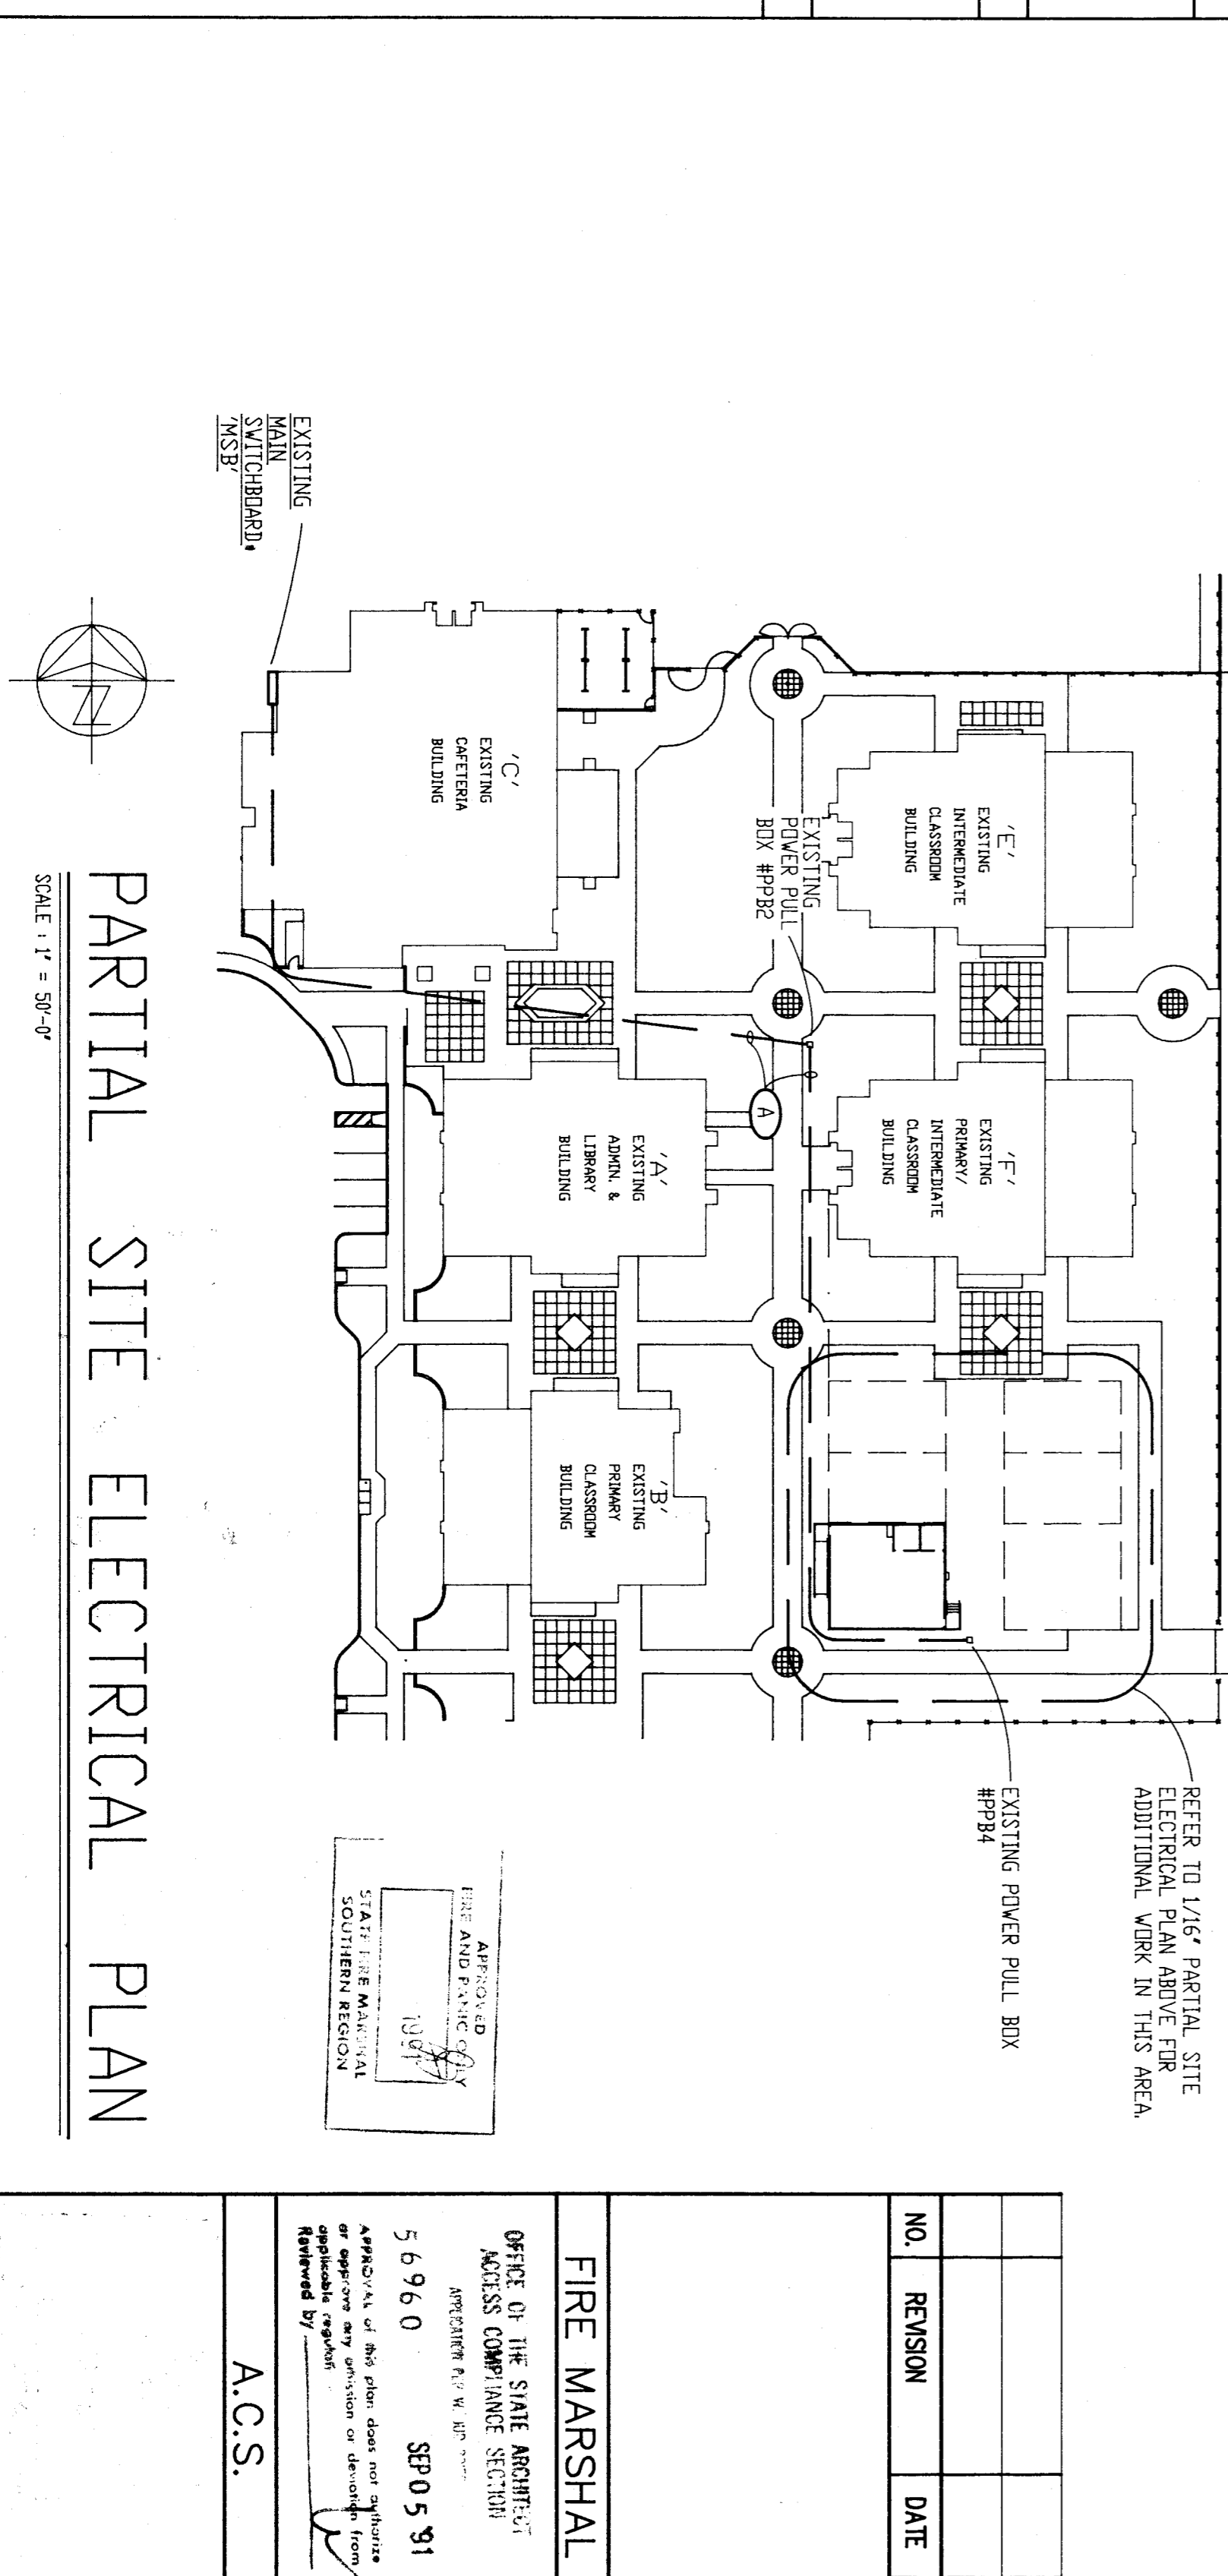 REFER TO 1/16" PARTIAL SITE
ELECTRICAL PLAN ABOVE FOR
ADDITIONAL WORK IN THIS AREA.
EXISTING POWER PULL BOX
#PPB4
'E'
EXISTING
INTERMEDIATE
CLASSROOM
BUILDING
'F'
EXISTING
PRIMARY/
INTERMEDIATE
CLASSROOM
BUILDING
EXISTING
POWER PULL
BOX #PPB2
A
'C'
EXISTING
CAFETERIA
BUILDING
'A'
EXISTING
ADMIN. &
LIBRARY
BUILDING
'B'
EXISTING
PRIMARY
CLASSROOM
BUILDING
EXISTING
MAIN
SWITCHBOARD
'MSB'
N
PARTIAL SITE ELECTRICAL PLAN
SCALE : 1" = 50'-0"
APPROVED
FIRE AND PANIC ONLY
1991
STATE FIRE MARSHAL
SOUTHERN REGION
NO. REVISION DATE
FIRE MARSHAL
OFFICE OF THE STATE ARCHITECT
ACCESS COMPLIANCE SECTION
56960 SEP 05 91
APPROVAL of this plan does not authorize
or approve any omission or deviation from
applicable
Reviewed by
A.C.S.